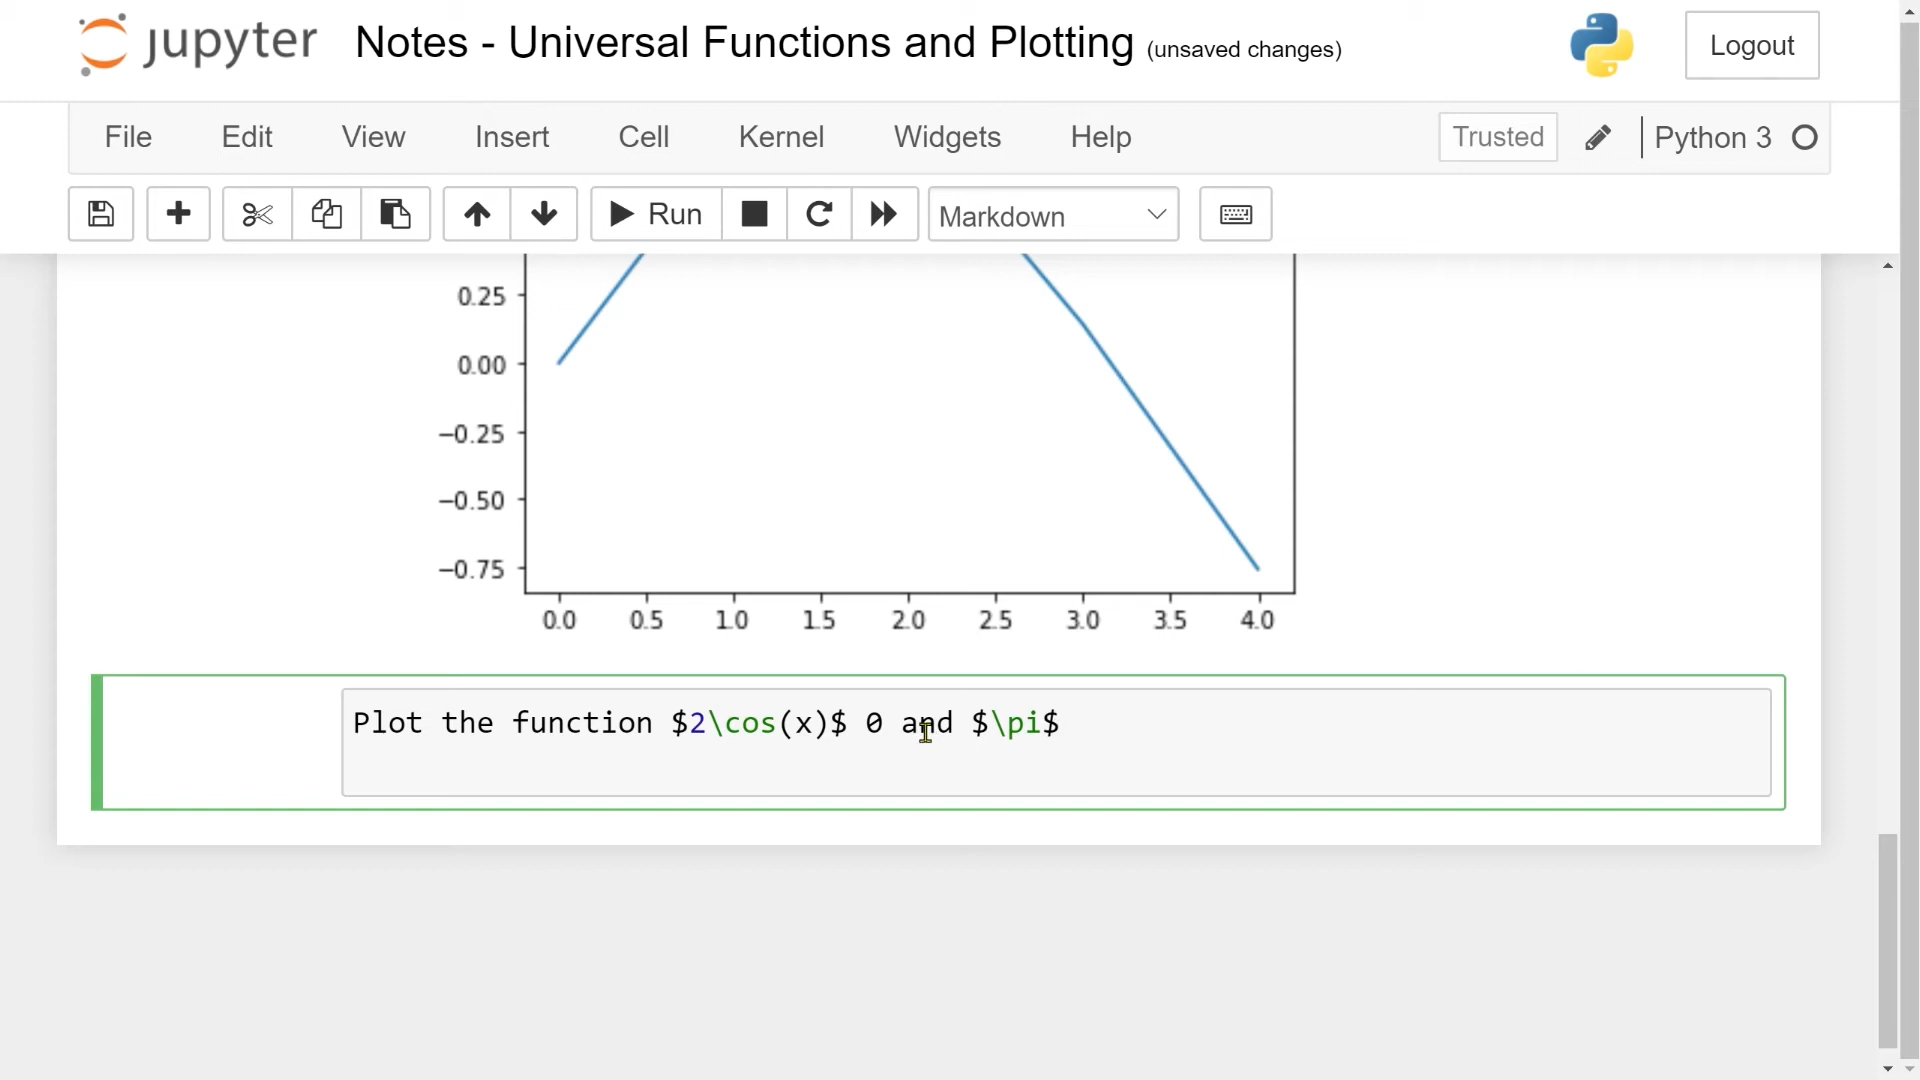 jupyter Notes - Universal Functions and Plotting (unsaved changes) Logout
File Edit View Insert Cell Kernel Widgets Help Trusted Python 3
Run Markdown
0.25
0.00
−0.25
−0.50
−0.75
0.0 0.5 1.0 1.5 2.0 2.5 3.0 3.5 4.0
Plot the function $2\cos(x)$ 0 and $\pi$